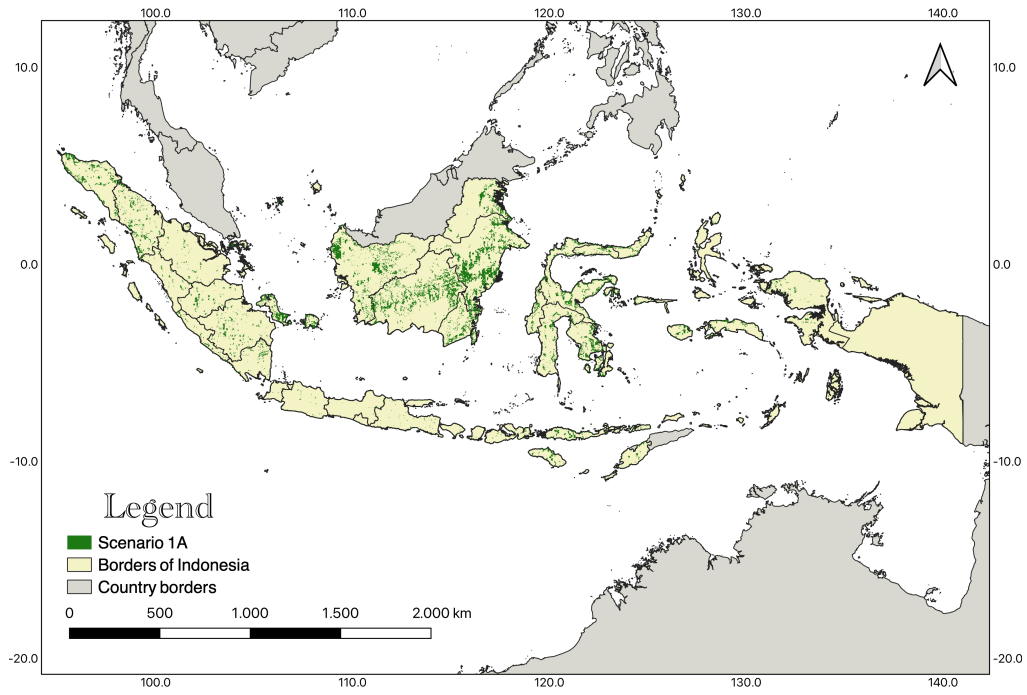 100.0 110.0 120.0 130.0 140.0
10.0 10.0
0.0 0.0
-10.0 -10.0
Legend
Scenario 1A
Borders of Indonesia
Country borders
0 500 1.000 1.500 2.000 km
-20.0 -20.0
100.0 110.0 120.0 130.0 140.0